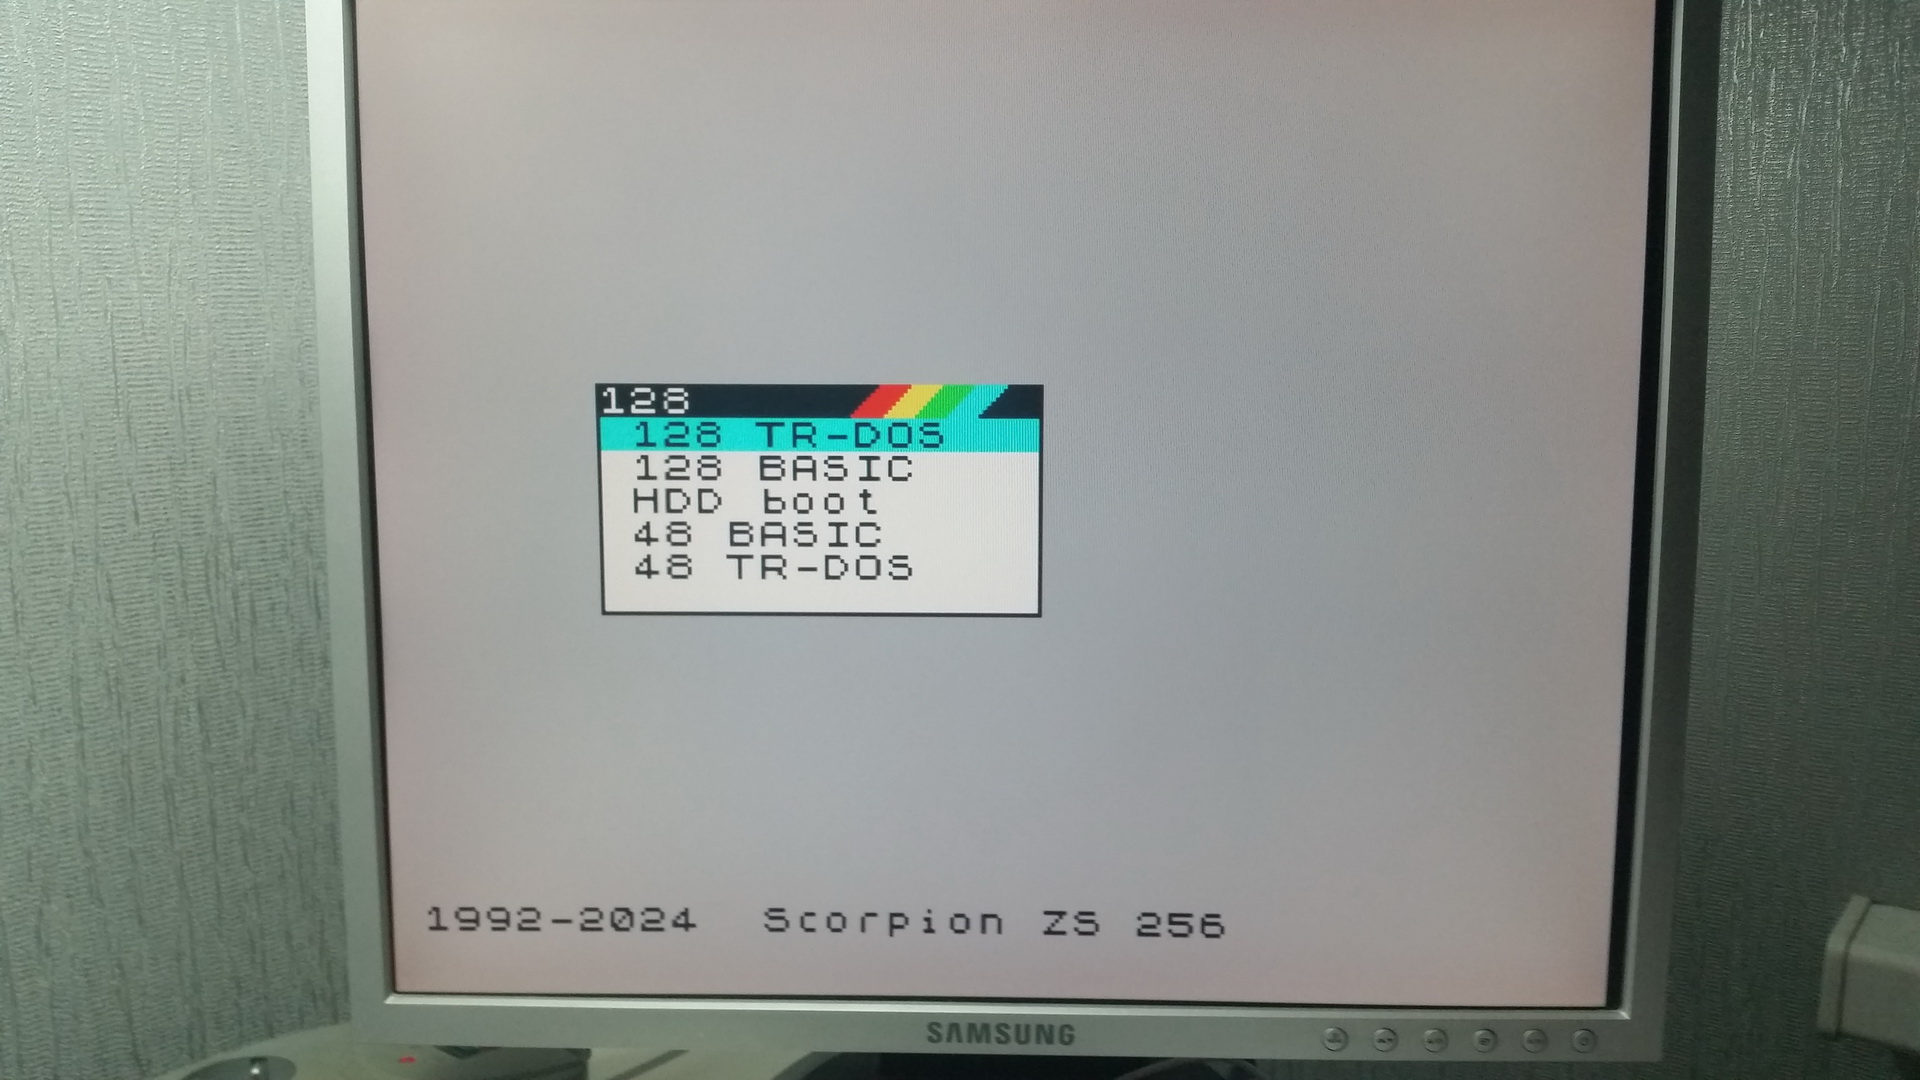 128
128 TR-DOS
128 BASIC
HDD boot
48 BASIC
48 TR-DOS
1992-2024 Scorpion ZS 256
SAMSUNG